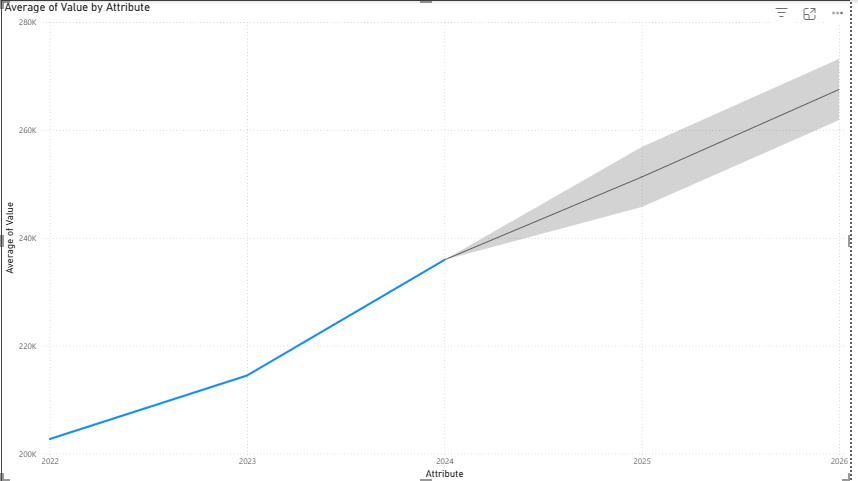 Average of Value by Attribute
280K
260K
240K
220K
200K
Average of Value
2022 2023 2024 2025 2026
Attribute